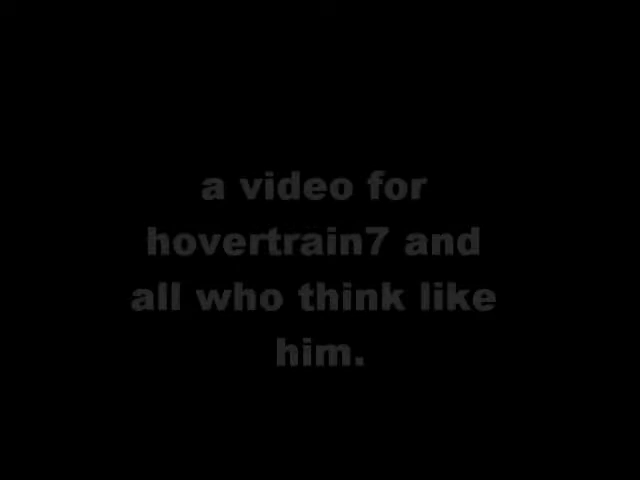 a video for
hovertrain7 and
all who think like
him.